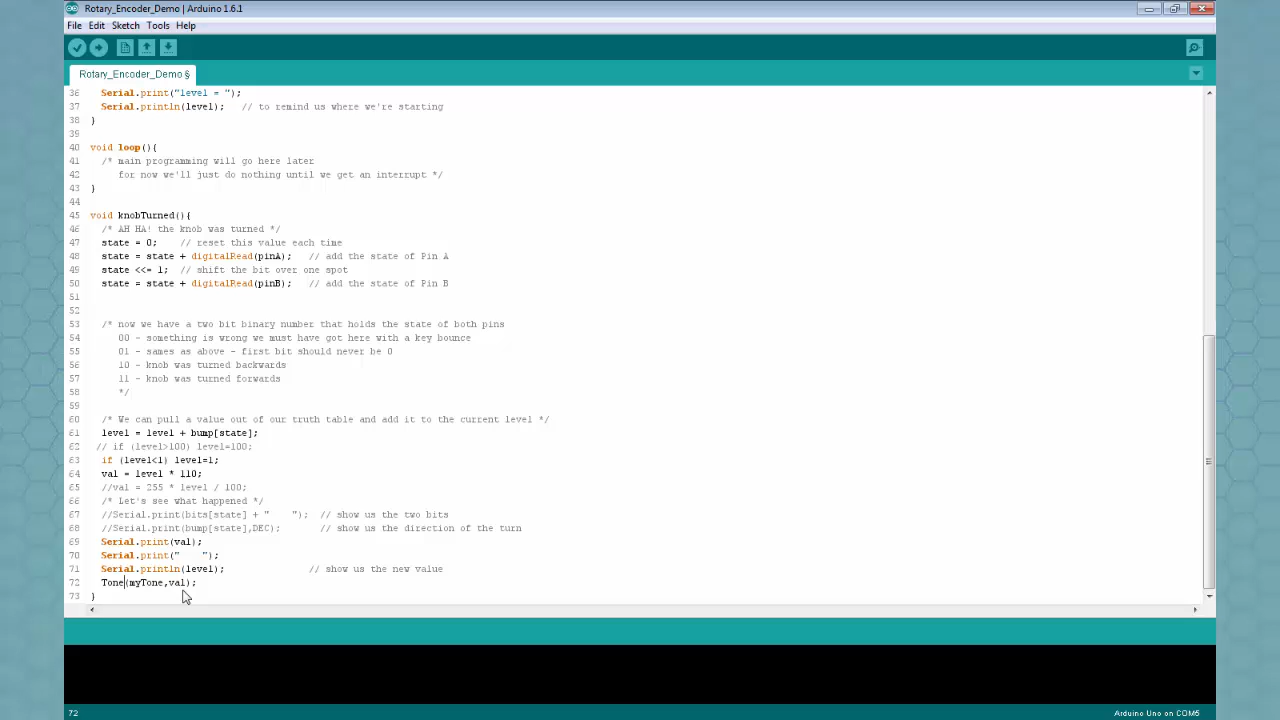 Rotary_Encoder_Demo | Arduino 1.6.1
File Edit Sketch Tools Help
Rotary_Encoder_Demo §
36 Serial.print("level = ");
37 Serial.println(level); // to remind us where we're starting
38 }
39
40 void loop(){
41 /* main programming will go here later
42 for now we'll just do nothing until we get an interrupt */
43 }
44
45 void knobTurned(){
46 /* AH HA! the knob was turned */
47 state = 0; // reset this value each time
48 state = state + digitalRead(pinA); // add the state of Pin A
49 state <<= 1; // shift the bit over one spot
50 state = state + digitalRead(pinB); // add the state of Pin B
51
52
53 /* now we have a two bit binary number that holds the state of both pins
54 00 - something is wrong we must have got here with a key bounce
55 01 - sames as above - first bit should never be 0
56 10 - knob was turned backwards
57 11 - knob was turned forwards
58 */
59
60 /* We can pull a value out of our truth table and add it to the current level */
61 level = level + bump[state];
62 // if (level>100) level=100;
63 if (level<1) level=1;
64 val = level * 110;
65 //val = 255 * level / 100;
66 /* Let's see what happened */
67 //Serial.print(bits[state] + "    "); // show us the two bits
68 //Serial.print(bump[state],DEC); // show us the direction of the turn
69 Serial.print(val);
70 Serial.print("    ");
71 Serial.println(level); // show us the new value
72 Tone(myTone,val);
73 }
72
Arduino Uno on COM5